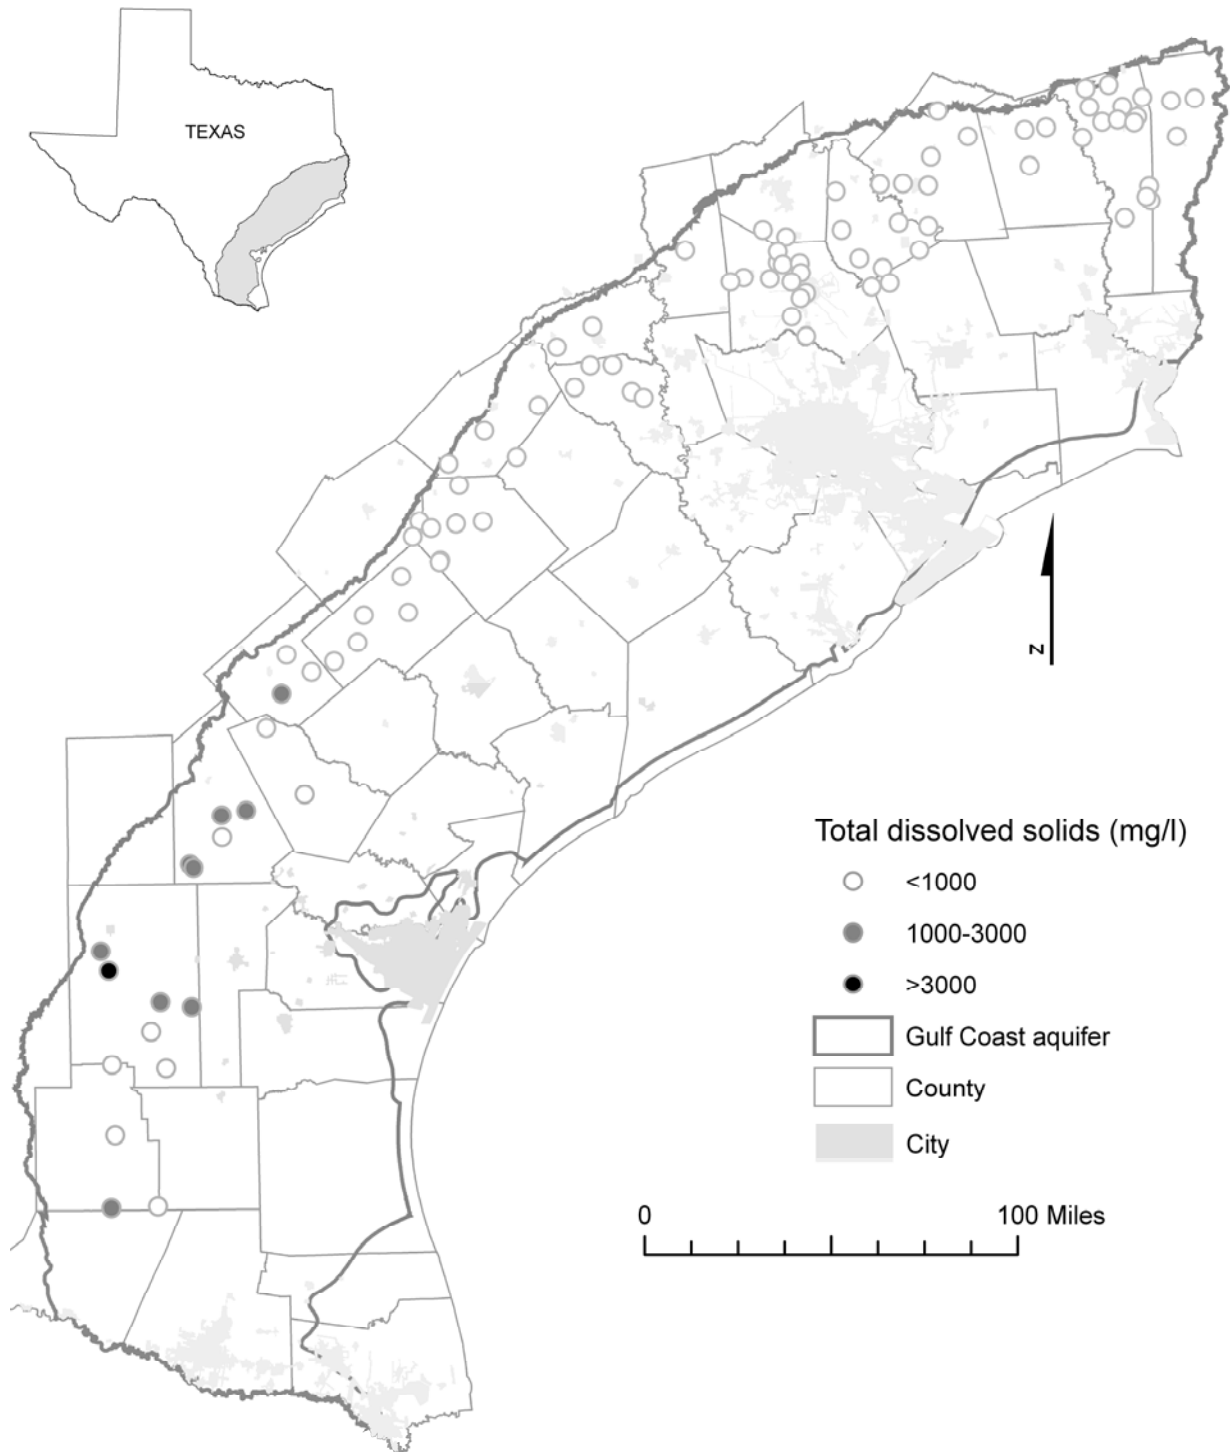 TEXAS
Total dissolved solids (mg/l)
<1000
1000-3000
>3000
Gulf Coast aquifer
County
City
N
0 100 Miles